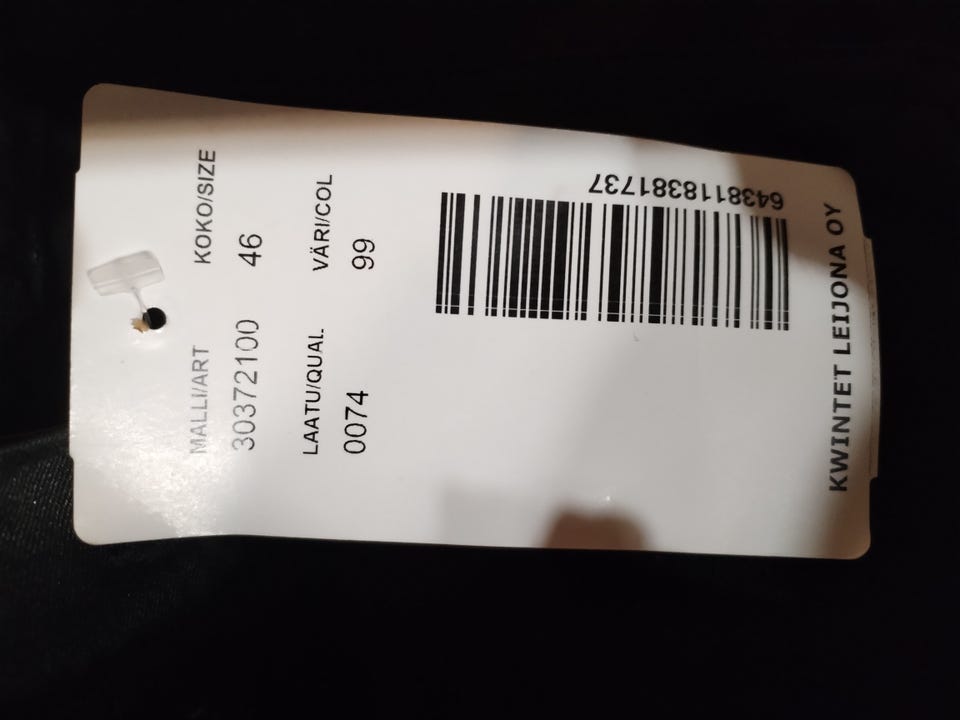 MALLI/ART KOKO/SIZE
30372100 46
LAATU/QUAL. VÄRI/COL
0074 99
6438118381737
KWINTET LEIJONA OY